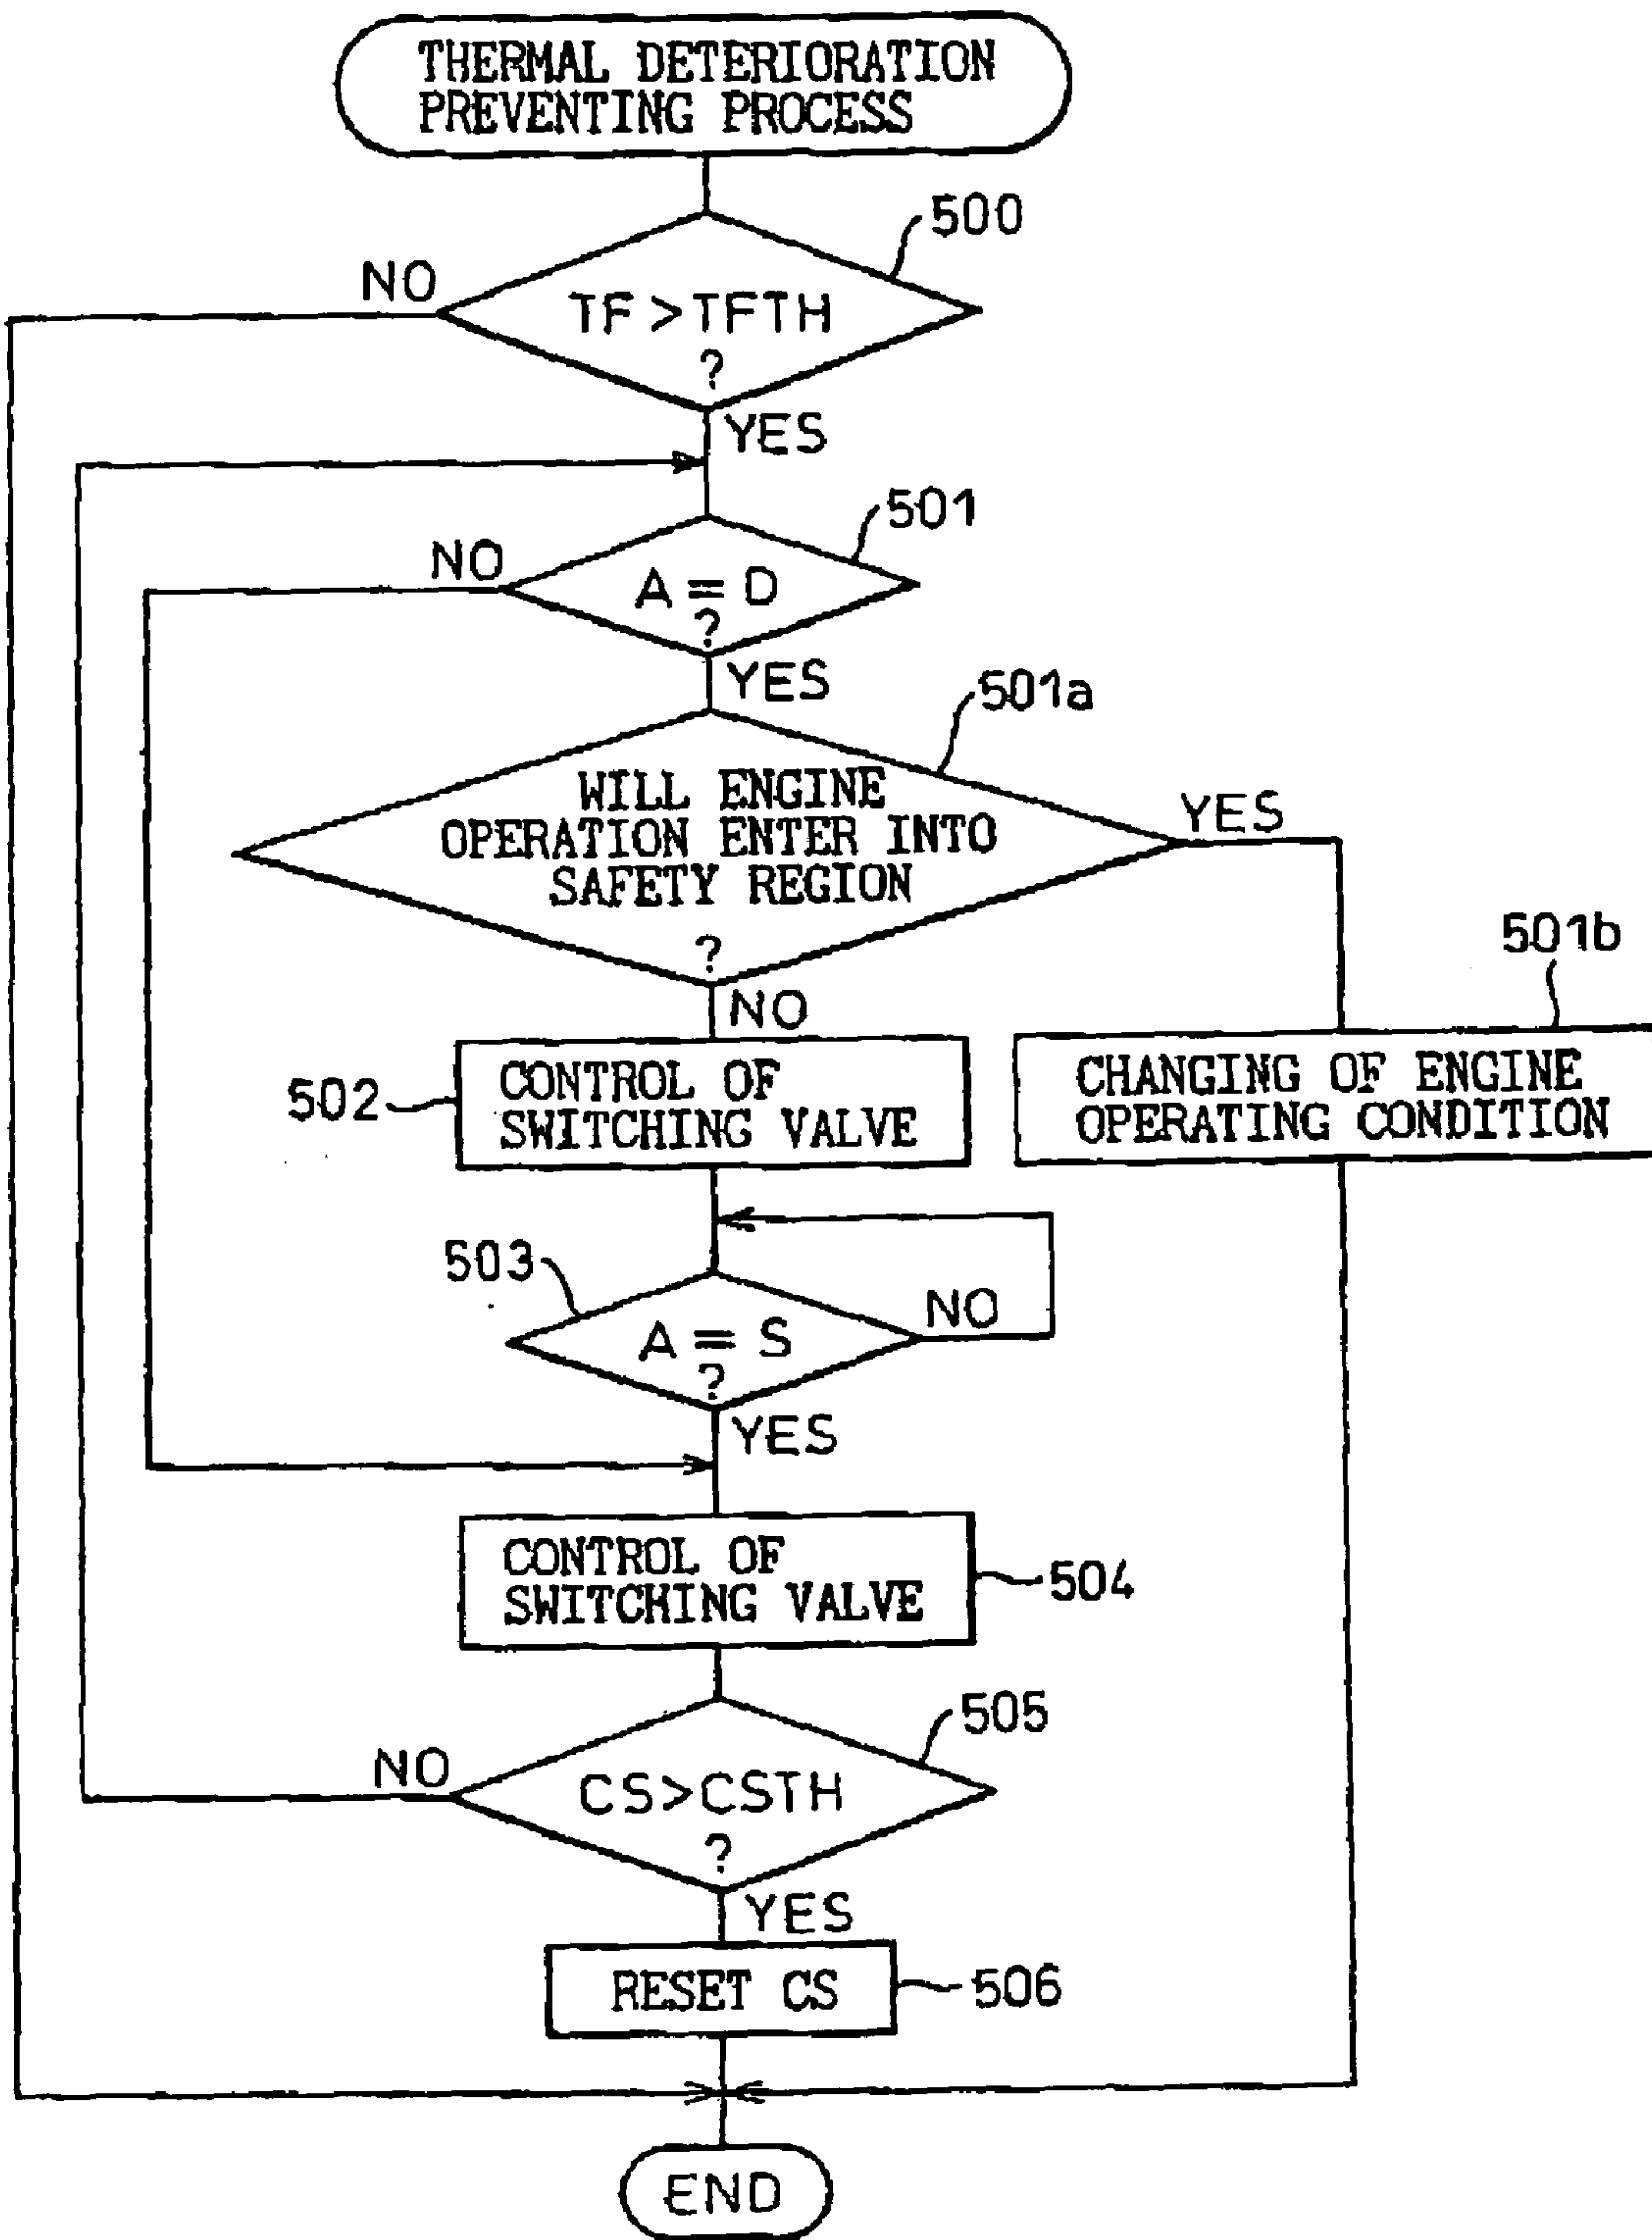 THERMAL DETERIORATION
PREVENTING PROCESS
500
NO
TF>TFTH
?
YES
501
NO
A=D
?
YES
501a
WILL ENGINE
OPERATION ENTER INTO
SAFETY REGION
?
YES
NO
501b
502
CONTROL OF
SWITCHING VALVE
CHANGING OF ENGINE
OPERATING CONDITION
503
A=S
?
NO
YES
CONTROL OF
SWITCHING VALVE
504
505
NO
CS>CSTH
?
YES
RESET CS
506
END